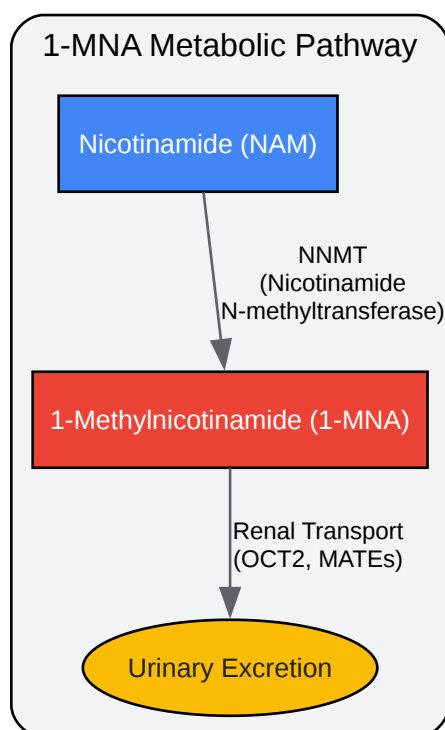 1-MNA Metabolic Pathway
Nicotinamide (NAM)
NNMT
(Nicotinamide
N-methyltransferase)
1-Methylnicotinamide (1-MNA)
Renal Transport
(OCT2, MATEs)
Urinary Excretion